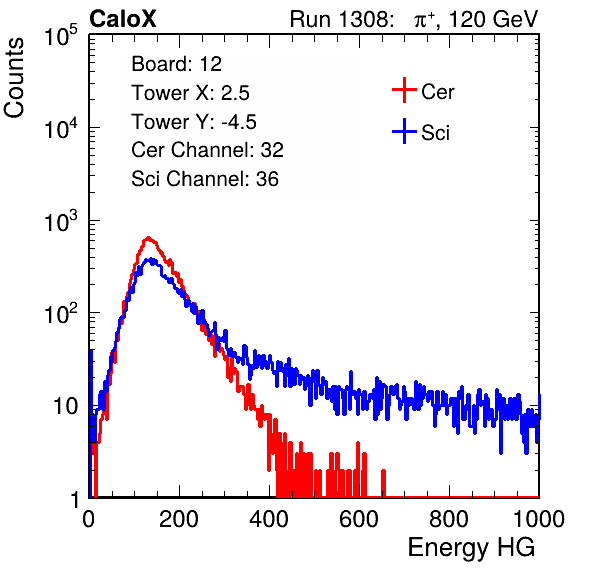 CaloX Run 1308: π⁺, 120 GeV
Counts
10⁵
10⁴
10³
10²
10
1
Board: 12
Tower X: 2.5
Tower Y: -4.5
Cer Channel: 32
Sci Channel: 36
Cer
Sci
0 200 400 600 800 1000
Energy HG